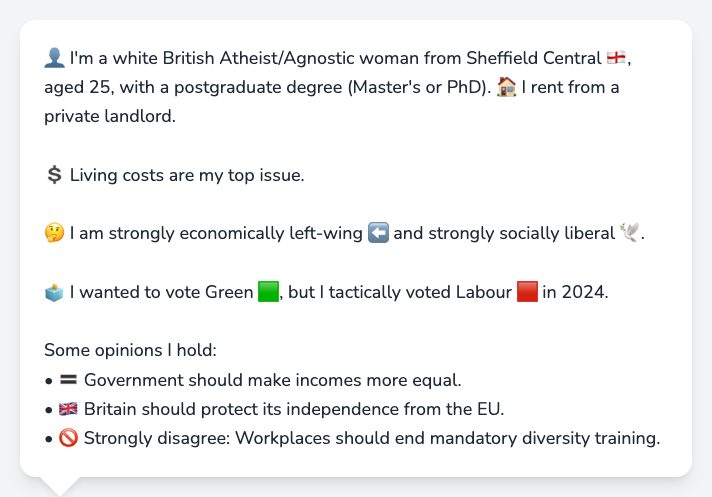 👤 I'm a white British Atheist/Agnostic woman from Sheffield Central 🏴󠁧󠁢󠁥󠁮󠁧󠁿,
aged 25, with a postgraduate degree (Master's or PhD). 🏠 I rent from a
private landlord.
💲 Living costs are my top issue.
🤔 I am strongly economically left-wing ⬅️ and strongly socially liberal 🕊️.
🗳️ I wanted to vote Green 🟩, but I tactically voted Labour 🟥 in 2024.
Some opinions I hold:
• 🟰 Government should make incomes more equal.
• 🇬🇧 Britain should protect its independence from the EU.
• 🚫 Strongly disagree: Workplaces should end mandatory diversity training.